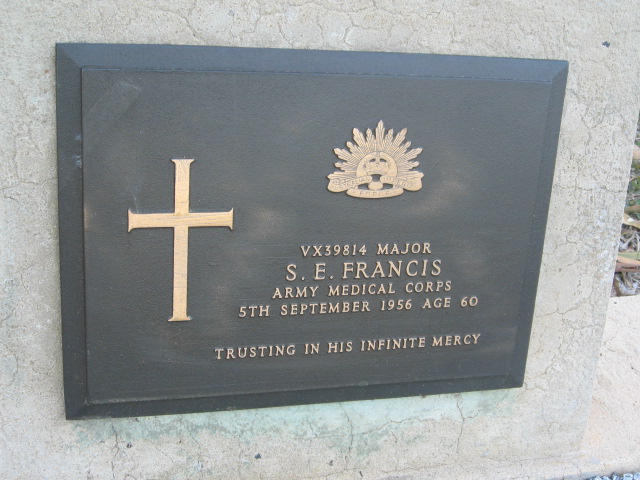 VX39814 MAJOR
S. E. FRANCIS
ARMY MEDICAL CORPS
5TH SEPTEMBER 1956 AGE 60
TRUSTING IN HIS INFINITE MERCY